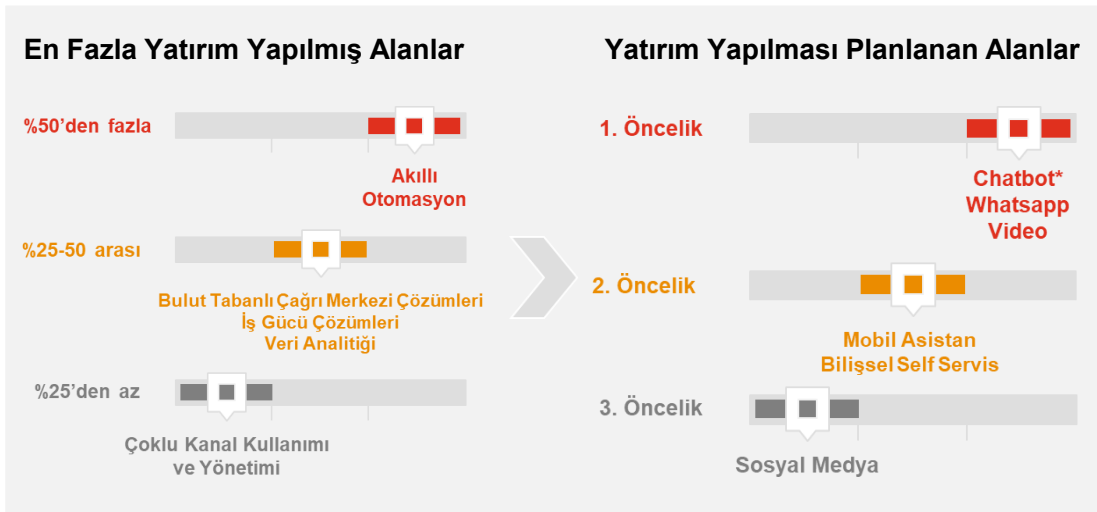 En Fazla Yatırım Yapılmış Alanlar
%50’den fazla
Akıllı
Otomasyon
%25-50 arası
Bulut Tabanlı Çağrı Merkezi Çözümleri
İş Gücü Çözümleri
Veri Analitiği
%25’den az
Çoklu Kanal Kullanımı
ve Yönetimi
Yatırım Yapılması Planlanan Alanlar
1. Öncelik
Chatbot*
Whatsapp
Video
2. Öncelik
Mobil Asistan
Bilişsel Self Servis
3. Öncelik
Sosyal Medya